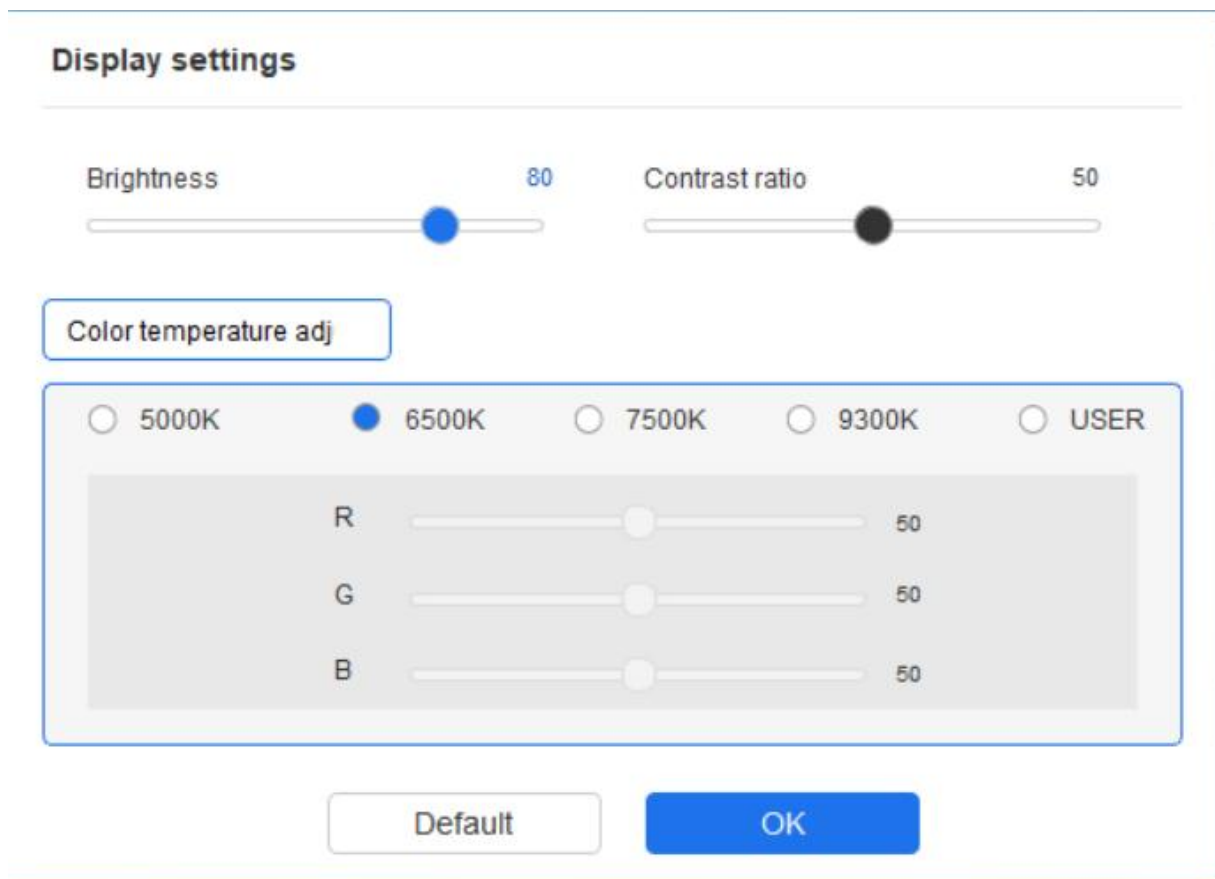 Display settings
Brightness 80 Contrast ratio 50
Color temperature adj
5000K 6500K 7500K 9300K USER
R 50
G 50
B 50
Default OK